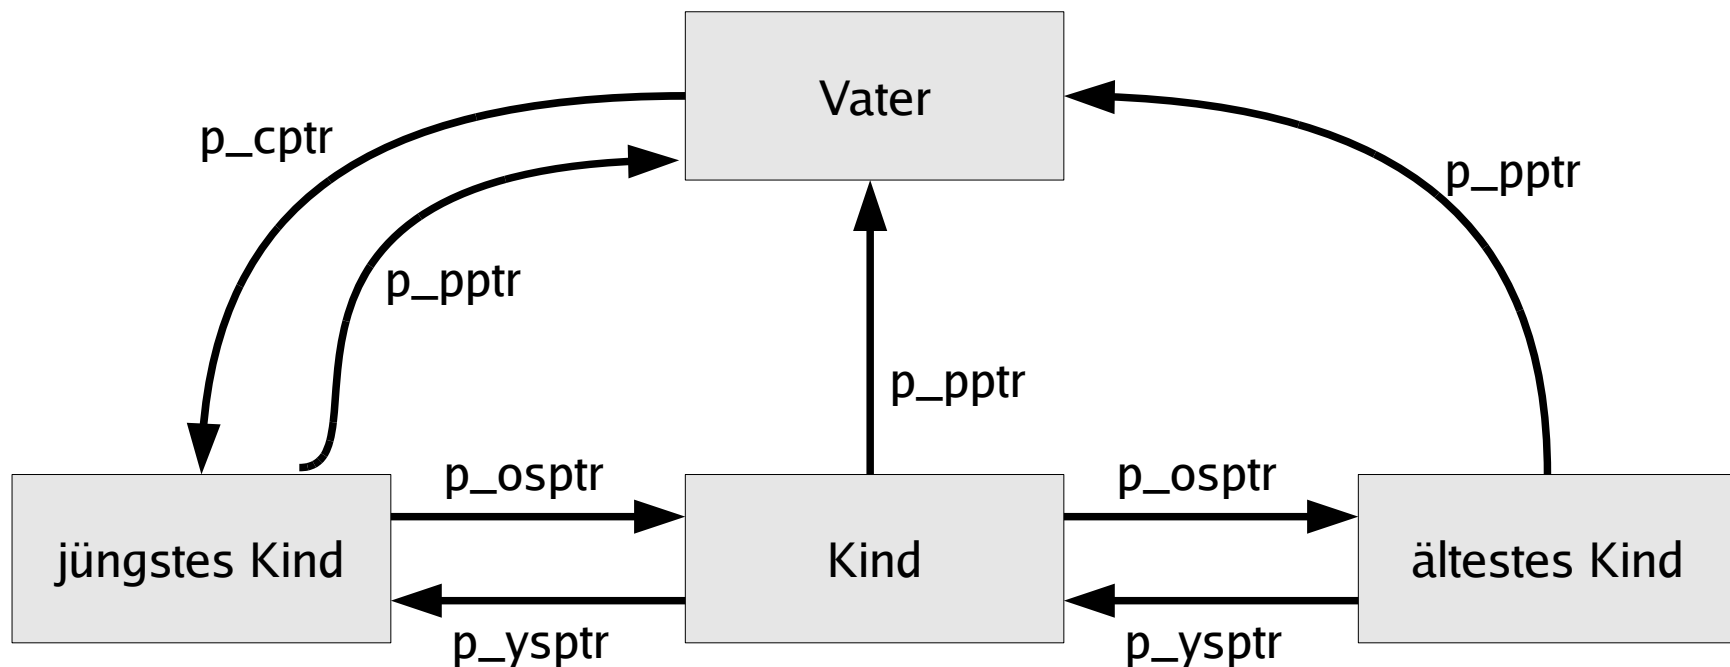 Vater
p_cptr
p_pptr
p_pptr
p_pptr
p_osptr
p_osptr
jüngstes Kind
Kind
ältestes Kind
p_ysptr
p_ysptr